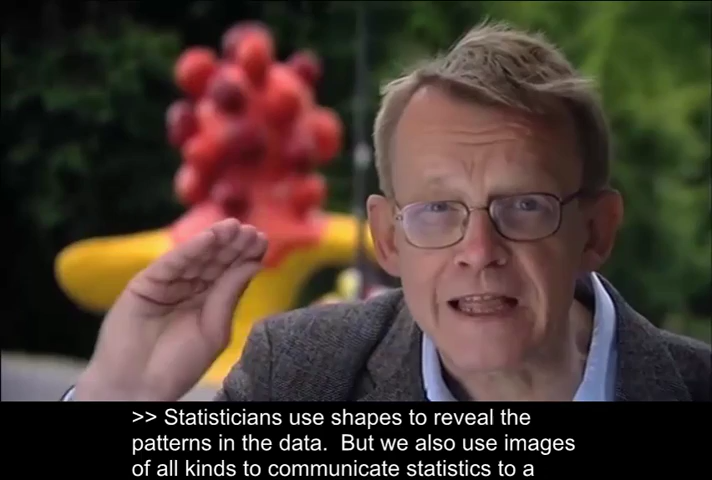 >> Statisticians use shapes to reveal the
patterns in the data.  But we also use images
of all kinds to communicate statistics to a